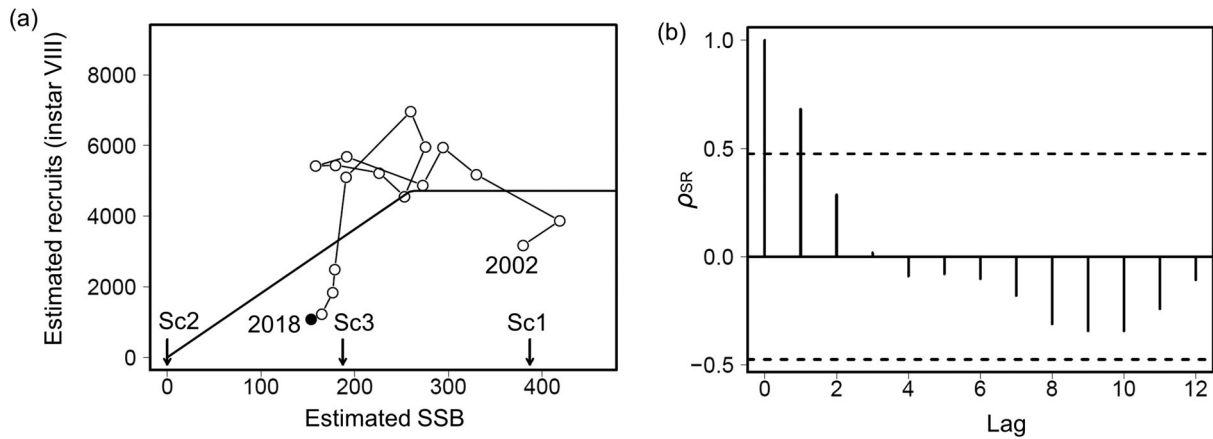 (a)
Estimated recruits (instar VIII)
8000
6000
4000
2000
0
2002
2018
Sc2
Sc3
Sc1
0 100 200 300 400
Estimated SSB
(b)
ρSR
1.0
0.5
0.0
−0.5
0 2 4 6 8 10 12
Lag